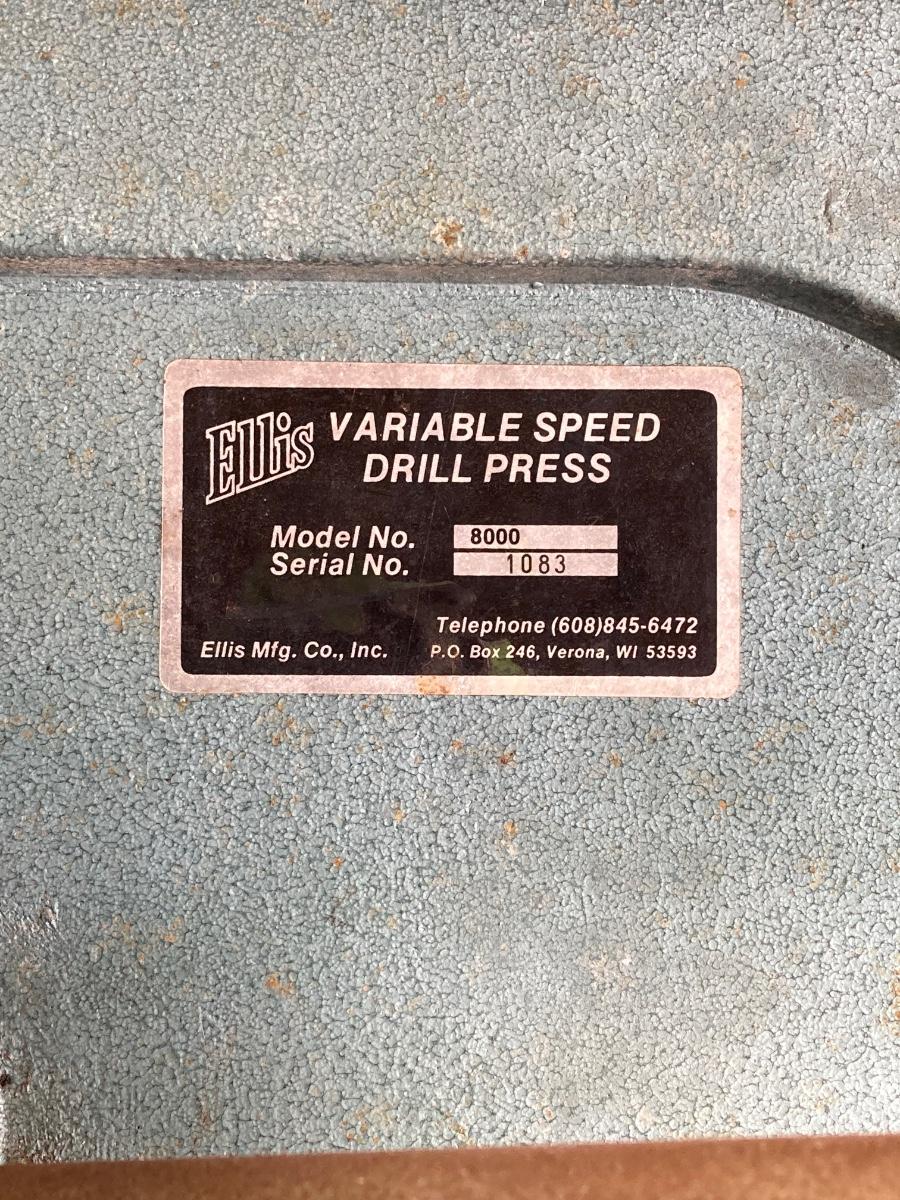 Ellis VARIABLE SPEED
DRILL PRESS
Model No. 8000
Serial No. 1083
Telephone (608)845-6472
Ellis Mfg. Co., Inc. P.O. Box 246, Verona, WI 53593